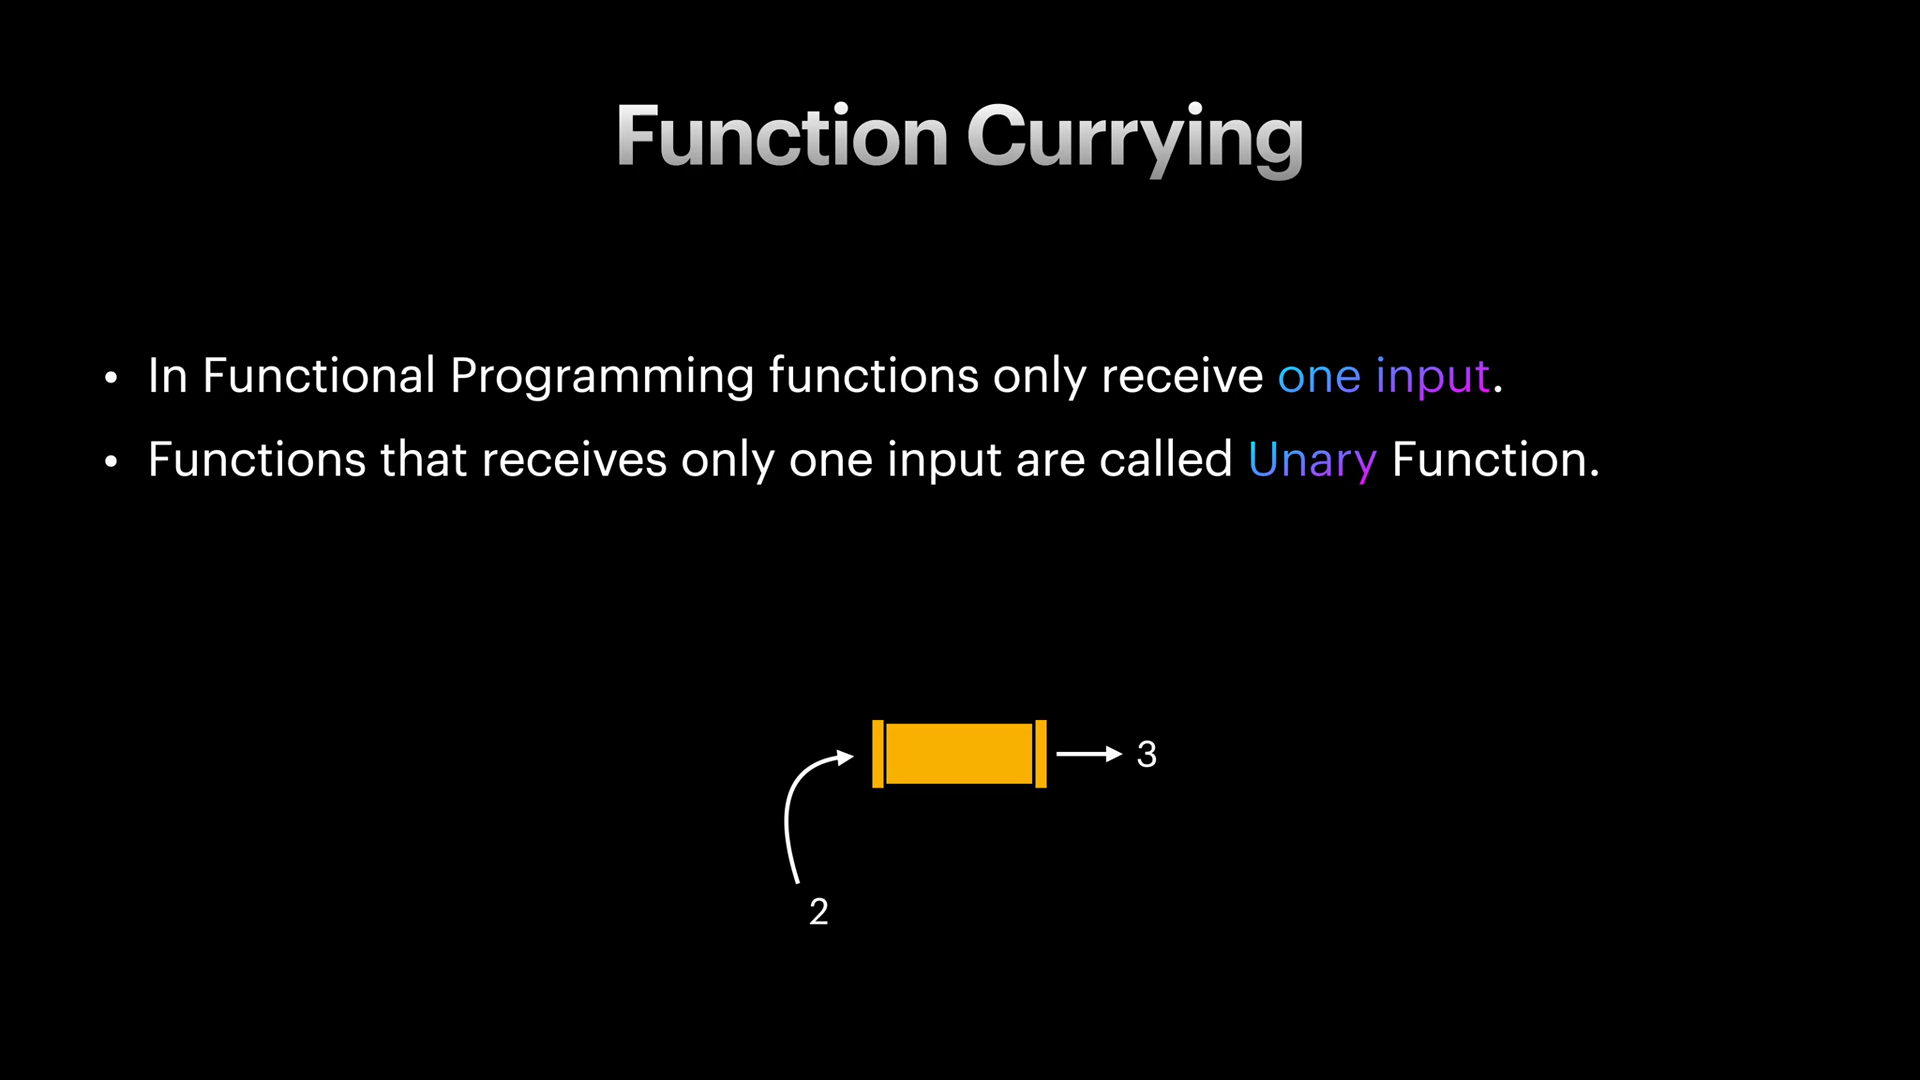 Function Currying
• In Functional Programming functions only receive one input.
• Functions that receives only one input are called Unary Function.
3
2